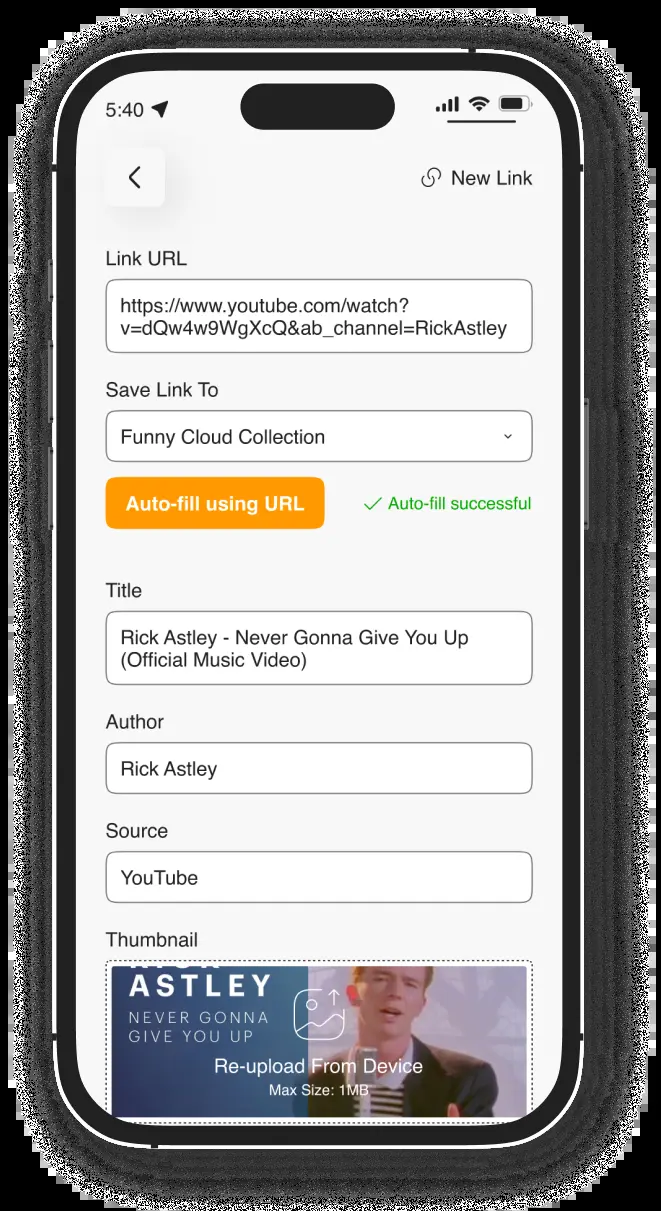 5:40
New Link
Link URL
https://www.youtube.com/watch?
v=dQw4w9WgXcQ&ab_channel=RickAstley
Save Link To
Funny Cloud Collection
Auto-fill using URL
Auto-fill successful
Title
Rick Astley - Never Gonna Give You Up
(Official Music Video)
Author
Rick Astley
Source
YouTube
Thumbnail
ASTLEY
NEVER GONNA
GIVE YOU UP
Re-upload From Device
Max Size: 1MB